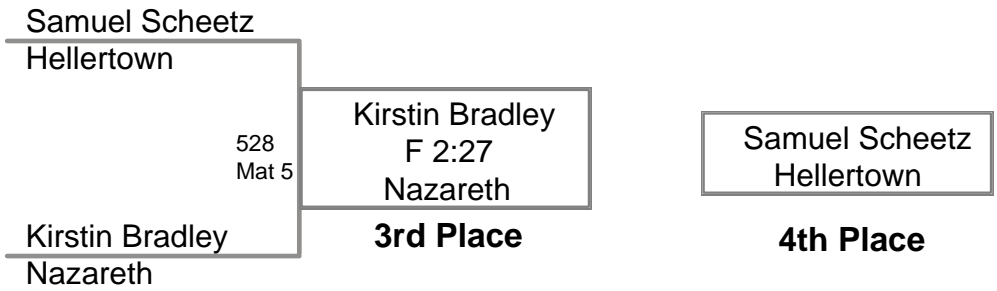 Samuel Scheetz
Hellertown
528
Mat 5
Kirstin Bradley
Nazareth
Kirstin Bradley
F 2:27
Nazareth
3rd Place
Samuel Scheetz
Hellertown
4th Place